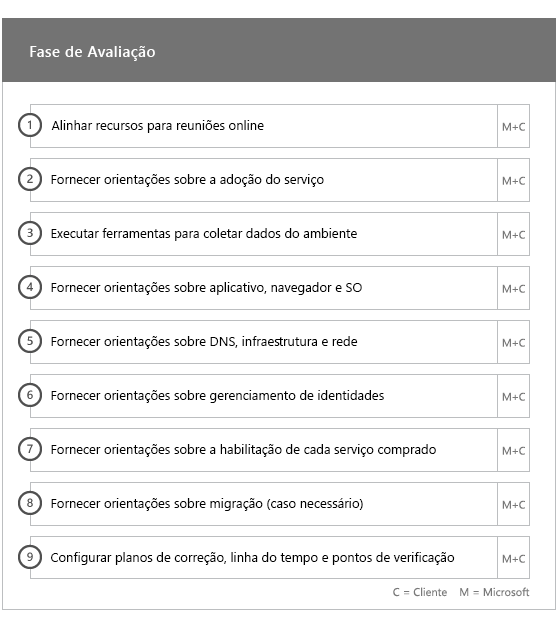 Fase de Avaliação
1 Alinhar recursos para reuniões online M+C
2 Fornecer orientações sobre a adoção do serviço M+C
3 Executar ferramentas para coletar dados do ambiente M+C
4 Fornecer orientações sobre aplicativo, navegador e SO M+C
5 Fornecer orientações sobre DNS, infraestrutura e rede M+C
6 Fornecer orientações sobre gerenciamento de identidades M+C
7 Fornecer orientações sobre a habilitação de cada serviço comprado M+C
8 Fornecer orientações sobre migração (caso necessário) M+C
9 Configurar planos de correção, linha do tempo e pontos de verificação M+C
C = Cliente M = Microsoft